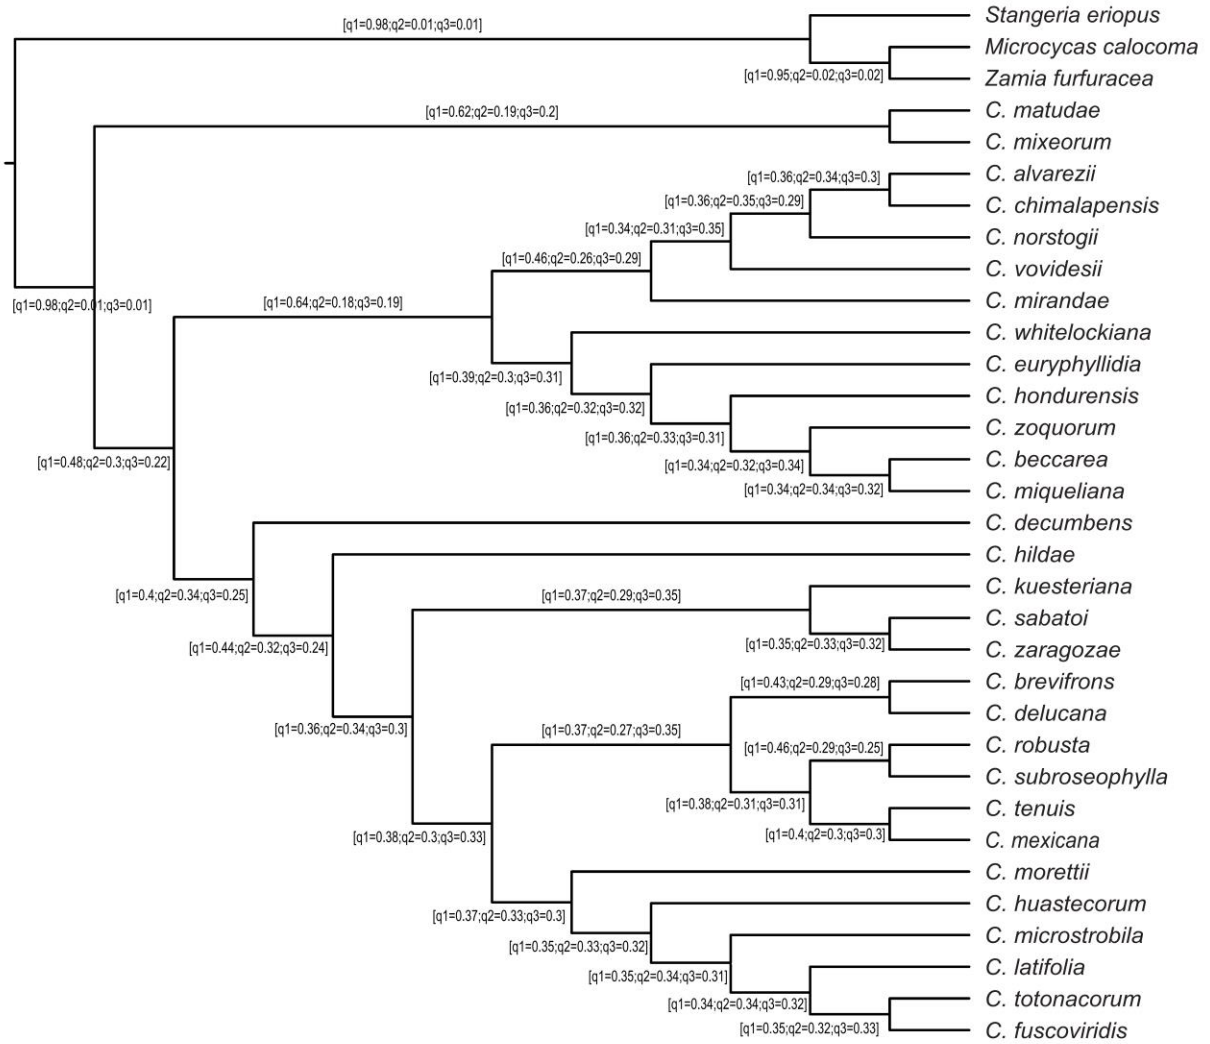 [q1=0.98;q2=0.01;q3=0.01]
Stangeria eriopus
Microcycas calocoma
[q1=0.95;q2=0.02;q3=0.02]
Zamia furfuracea
[q1=0.62;q2=0.19;q3=0.2]
C. matudae
C. mixeorum
[q1=0.36;q2=0.34;q3=0.3]
C. alvarezii
[q1=0.36;q2=0.35;q3=0.29]
C. chimalapensis
[q1=0.34;q2=0.31;q3=0.35]
C. norstogii
[q1=0.46;q2=0.26;q3=0.29]
C. vovidesii
[q1=0.98;q2=0.01;q3=0.01]
[q1=0.64;q2=0.18;q3=0.19]
C. mirandae
C. whitelockiana
[q1=0.39;q2=0.3;q3=0.31]
C. euryphyllidia
[q1=0.36;q2=0.32;q3=0.32]
C. hondurensis
[q1=0.36;q2=0.33;q3=0.31]
C. zoquorum
[q1=0.48;q2=0.3;q3=0.22]
[q1=0.34;q2=0.32;q3=0.34]
C. beccarea
[q1=0.34;q2=0.34;q3=0.32]
C. miqueliana
C. decumbens
C. hildae
[q1=0.4;q2=0.34;q3=0.25]
[q1=0.37;q2=0.29;q3=0.35]
C. kuesteriana
C. sabatoi
[q1=0.44;q2=0.32;q3=0.24]
[q1=0.35;q2=0.33;q3=0.32]
C. zaragozae
[q1=0.43;q2=0.29;q3=0.28]
C. brevifrons
C. delucana
[q1=0.36;q2=0.34;q3=0.3]
[q1=0.37;q2=0.27;q3=0.35]
[q1=0.46;q2=0.29;q3=0.25]
C. robusta
C. subroseophylla
[q1=0.38;q2=0.31;q3=0.31]
C. tenuis
[q1=0.38;q2=0.3;q3=0.33]
[q1=0.4;q2=0.3;q3=0.3]
C. mexicana
C. morettii
[q1=0.37;q2=0.33;q3=0.3]
C. huastecorum
[q1=0.35;q2=0.33;q3=0.32]
C. microstrobila
[q1=0.35;q2=0.34;q3=0.31]
C. latifolia
[q1=0.34;q2=0.34;q3=0.32]
C. totonacorum
[q1=0.35;q2=0.32;q3=0.33]
C. fuscoviridis